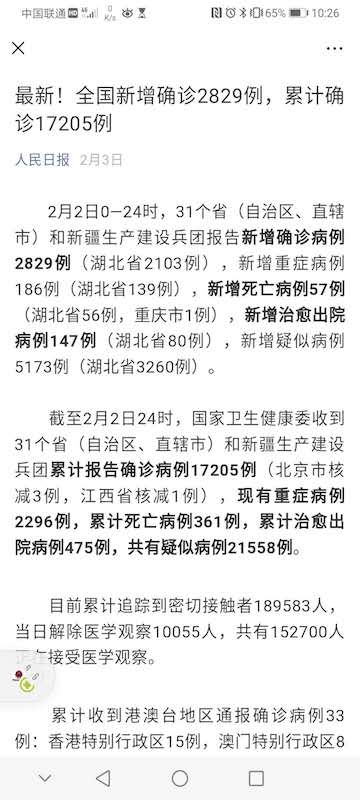 中国联通 HD 46 0 K/s 65% 10:26
最新！全国新增确诊2829例，累计确
诊17205例
人民日报 2月3日
2月2日0—24时，31个省（自治区、直辖
市）和新疆生产建设兵团报告新增确诊病例
2829例（湖北省2103例），新增重症病例
186例（湖北省139例），新增死亡病例57例
（湖北省56例，重庆市1例），新增治愈出院
病例147例（湖北省80例），新增疑似病例
5173例（湖北省3260例）。
截至2月2日24时，国家卫生健康委收到
31个省（自治区、直辖市）和新疆生产建设
兵团累计报告确诊病例17205例（北京市核
减3例，江西省核减1例），现有重症病例
2296例，累计死亡病例361例，累计治愈出
院病例475例，共有疑似病例21558例。
目前累计追踪到密切接触者189583人，
当日解除医学观察10055人，共有152700人
正在接受医学观察。
累计收到港澳台地区通报确诊病例33
例：香港特别行政区15例，澳门特别行政区8